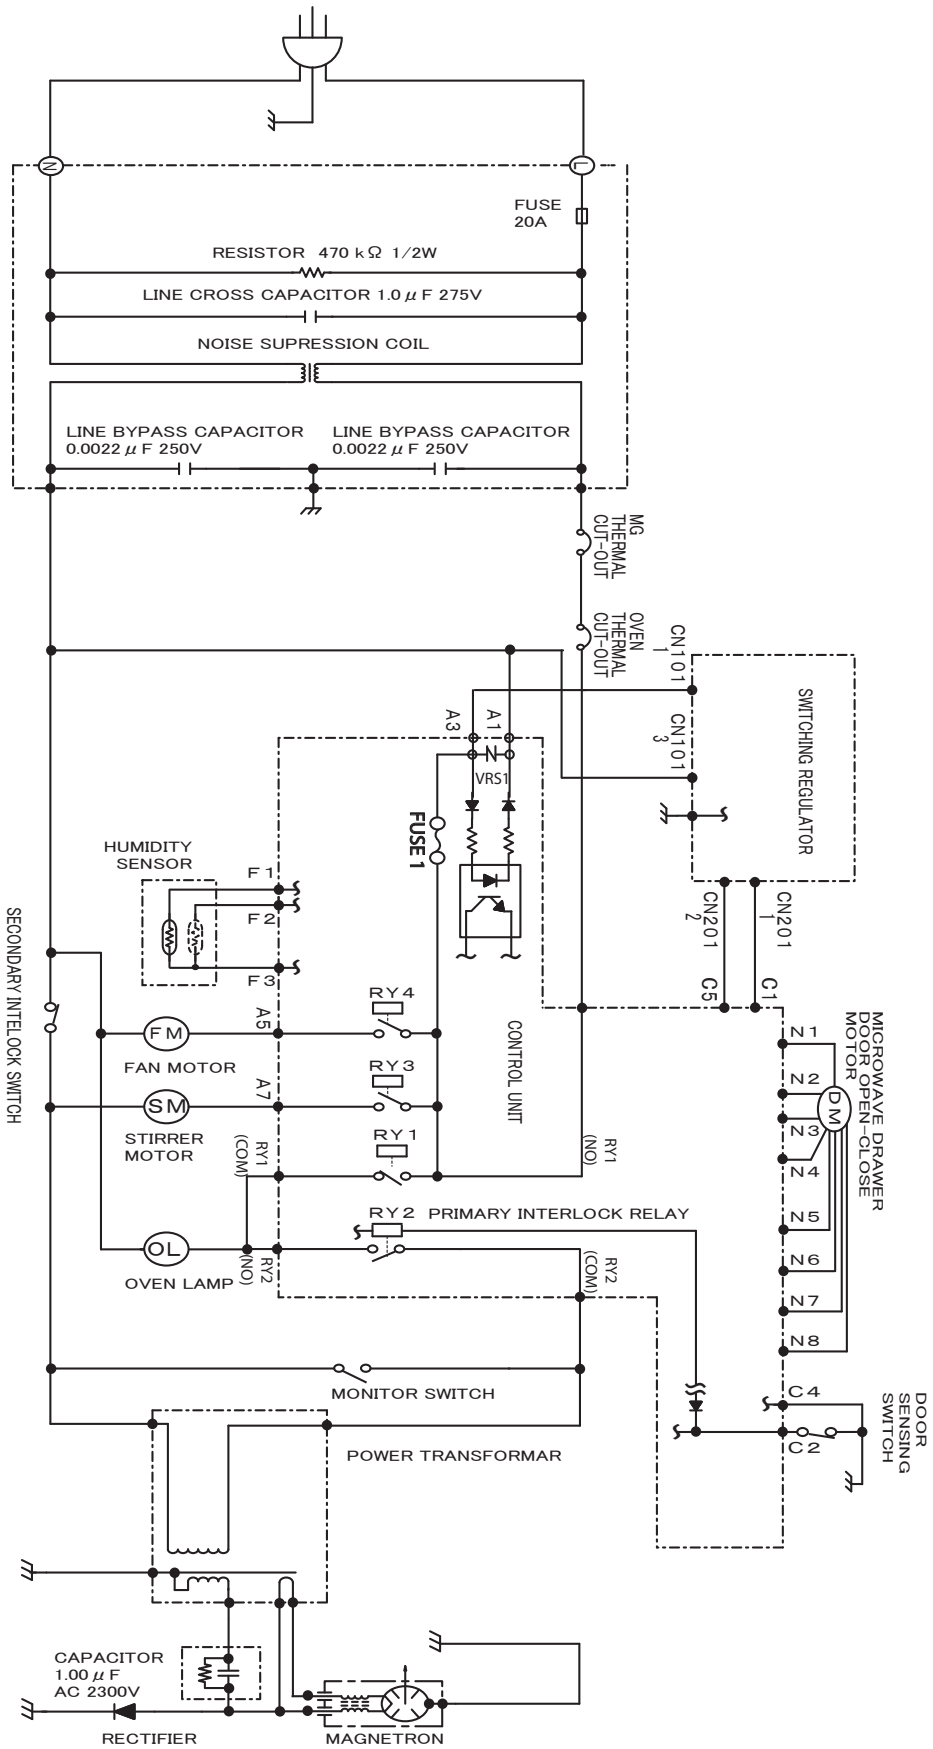 N
L
FUSE
20A
RESISTOR 470 kΩ 1/2W
LINE CROSS CAPACITOR 1.0 μ F 275V
NOISE SUPRESSION COIL
LINE BYPASS CAPACITOR
0.0022 μ F 250V
LINE BYPASS CAPACITOR
0.0022 μ F 250V
MG
THERMAL
CUT-OUT
OVEN
THERMAL
CUT-OUT
CN101
1
CN101
3
SWITCHING REGULATOR
A3
A1
VRS1
FUSE 1
HUMIDITY
SENSOR
F1
F2
F3
CN201
2
CN201
1
C5
C1
SECONDARY INTELOCK SWITCH
A5
RY4
FM
FAN MOTOR
CONTROL UNIT
A7
RY3
SM
STIRRER
MOTOR
RY1
(COM)
RY1
RY1
(NO)
RY2 PRIMARY INTERLOCK RELAY
OL
OVEN LAMP
RY2
(NO)
RY2
(COM)
MICROWAVE DRAWER
DOOR OPEN-CLOSE
MOTOR
DM
N1
N2
N3
N4
N5
N6
N7
N8
MONITOR SWITCH
C4
C2
DOOR
SENSING
SWITCH
POWER TRANSFORMAR
CAPACITOR
1.00 μ F
AC 2300V
RECTIFIER
MAGNETRON